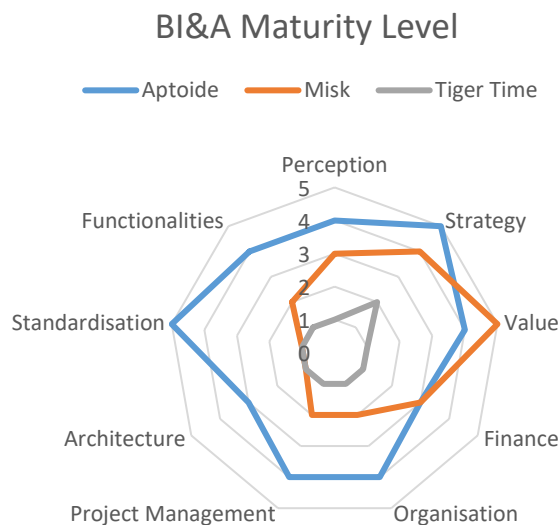 BI&A Maturity Level
Aptoide Misk Tiger Time
Perception
5
Functionalities Strategy
4
3
2
1
Standardisation Value
0
Architecture Finance
Project Management Organisation